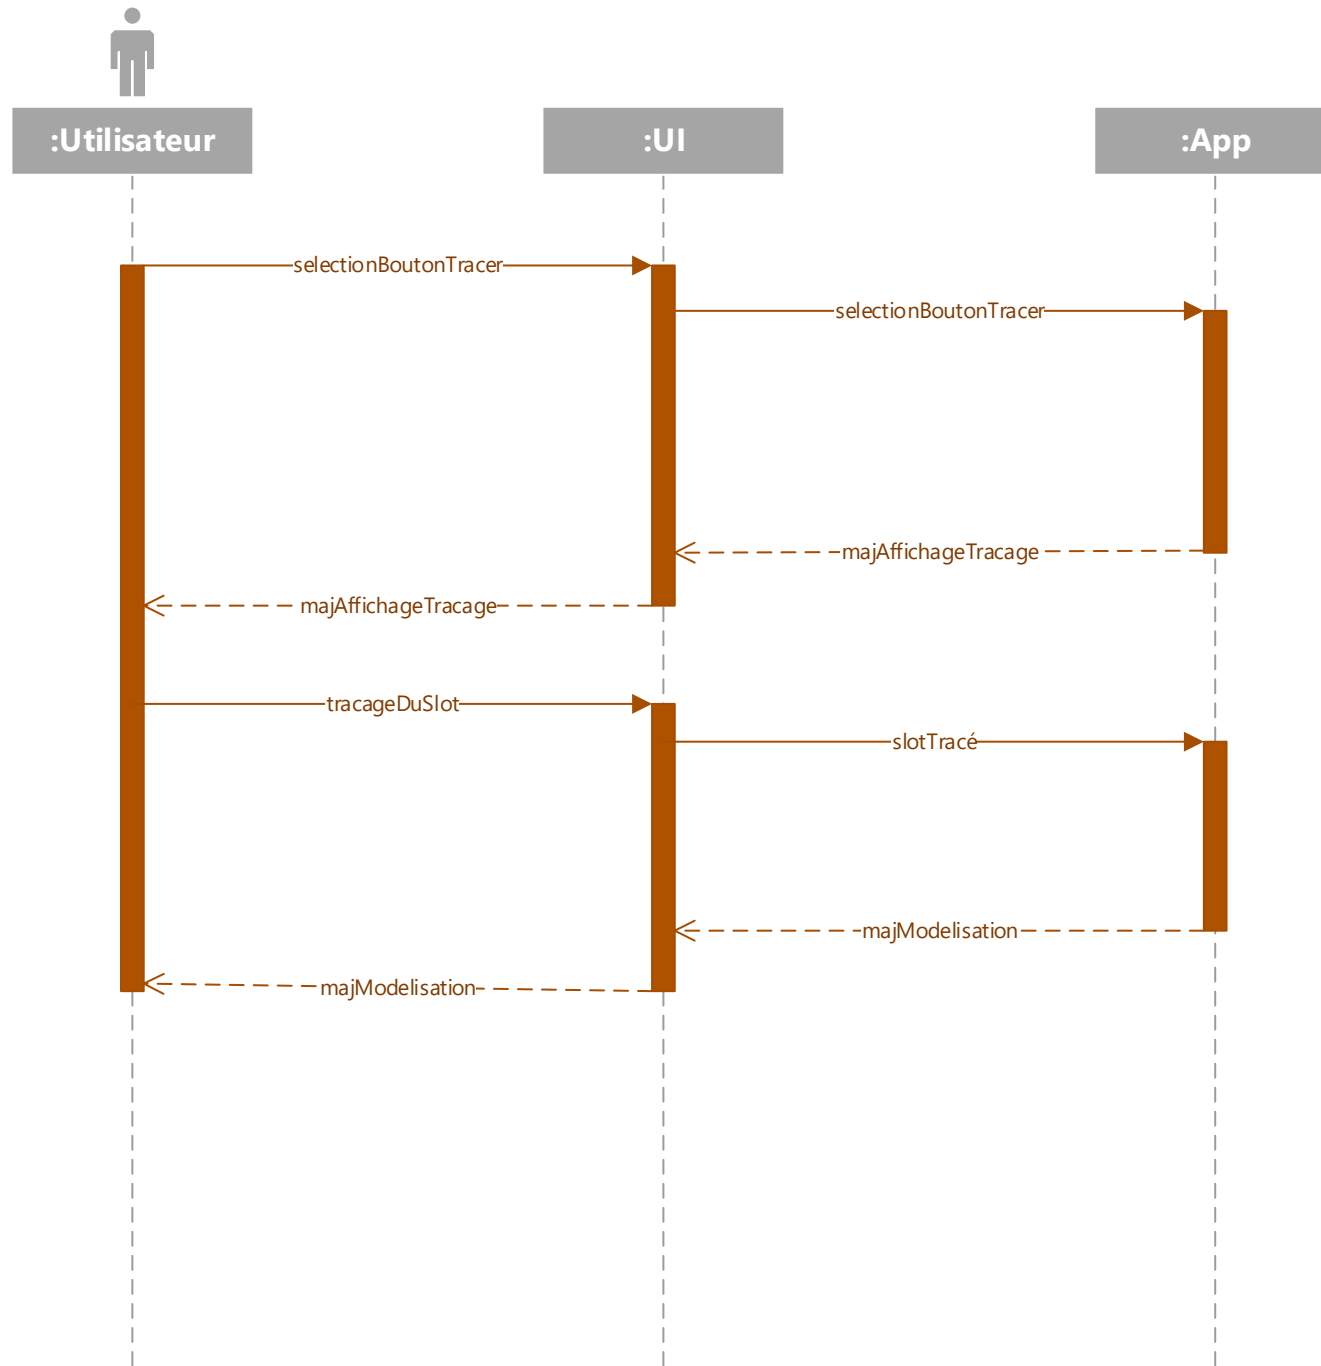 :Utilisateur
:UI
:App
selectionBoutonTracer
selectionBoutonTracer
majAffichageTracage
majAffichageTracage
tracageDuSlot
slotTracé
majModelisation
majModelisation